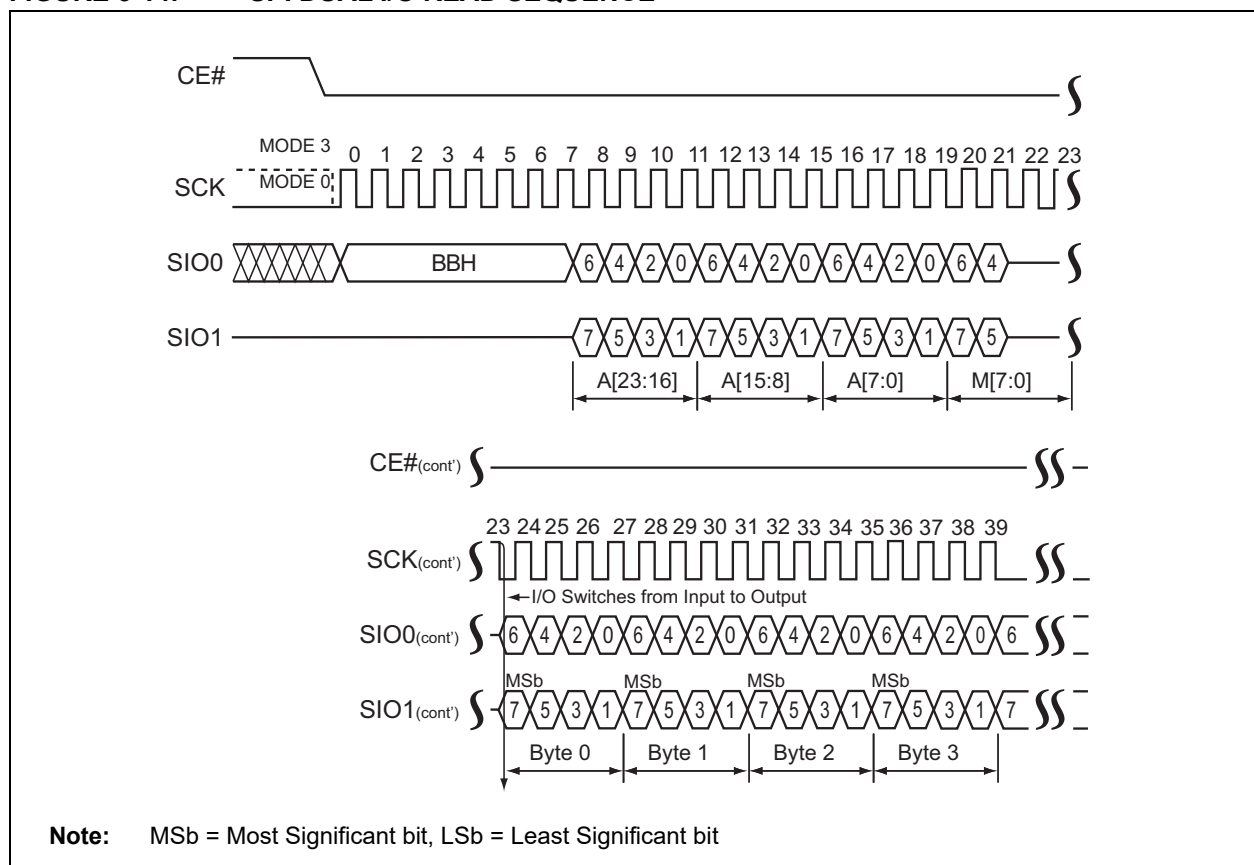 CE#
MODE 3
0 1 2 3 4 5 6 7 8 9 10 11 12 13 14 15 16 17 18 19 20 21 22 23
SCK
MODE 0
SIO0 BBH 6 4 2 0 6 4 2 0 6 4 2 0 6 4
SIO1 7 5 3 1 7 5 3 1 7 5 3 1 7 5
A[23:16] A[15:8] A[7:0] M[7:0]
CE#(cont')
23 24 25 26 27 28 29 30 31 32 33 34 35 36 37 38 39
SCK(cont')
I/O Switches from Input to Output
SIO0(cont') 6 4 2 0 6 4 2 0 6 4 2 0 6 4 2 0 6
MSb MSb MSb MSb
SIO1(cont') 7 5 3 1 7 5 3 1 7 5 3 1 7 5 3 1 7
Byte 0 Byte 1 Byte 2 Byte 3
Note: MSb = Most Significant bit, LSb = Least Significant bit